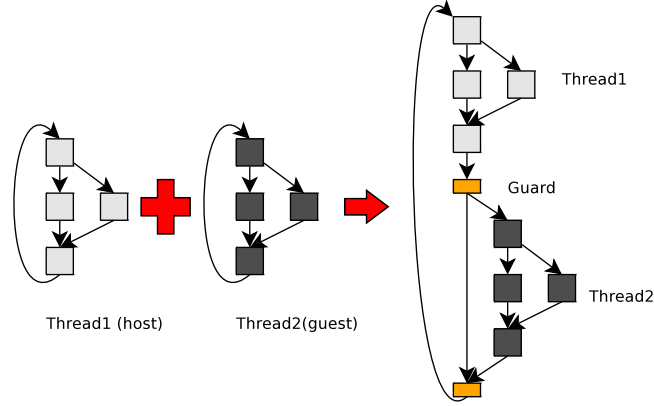 Thread1
Guard
Thread2
Thread1 (host)
Thread2(guest)